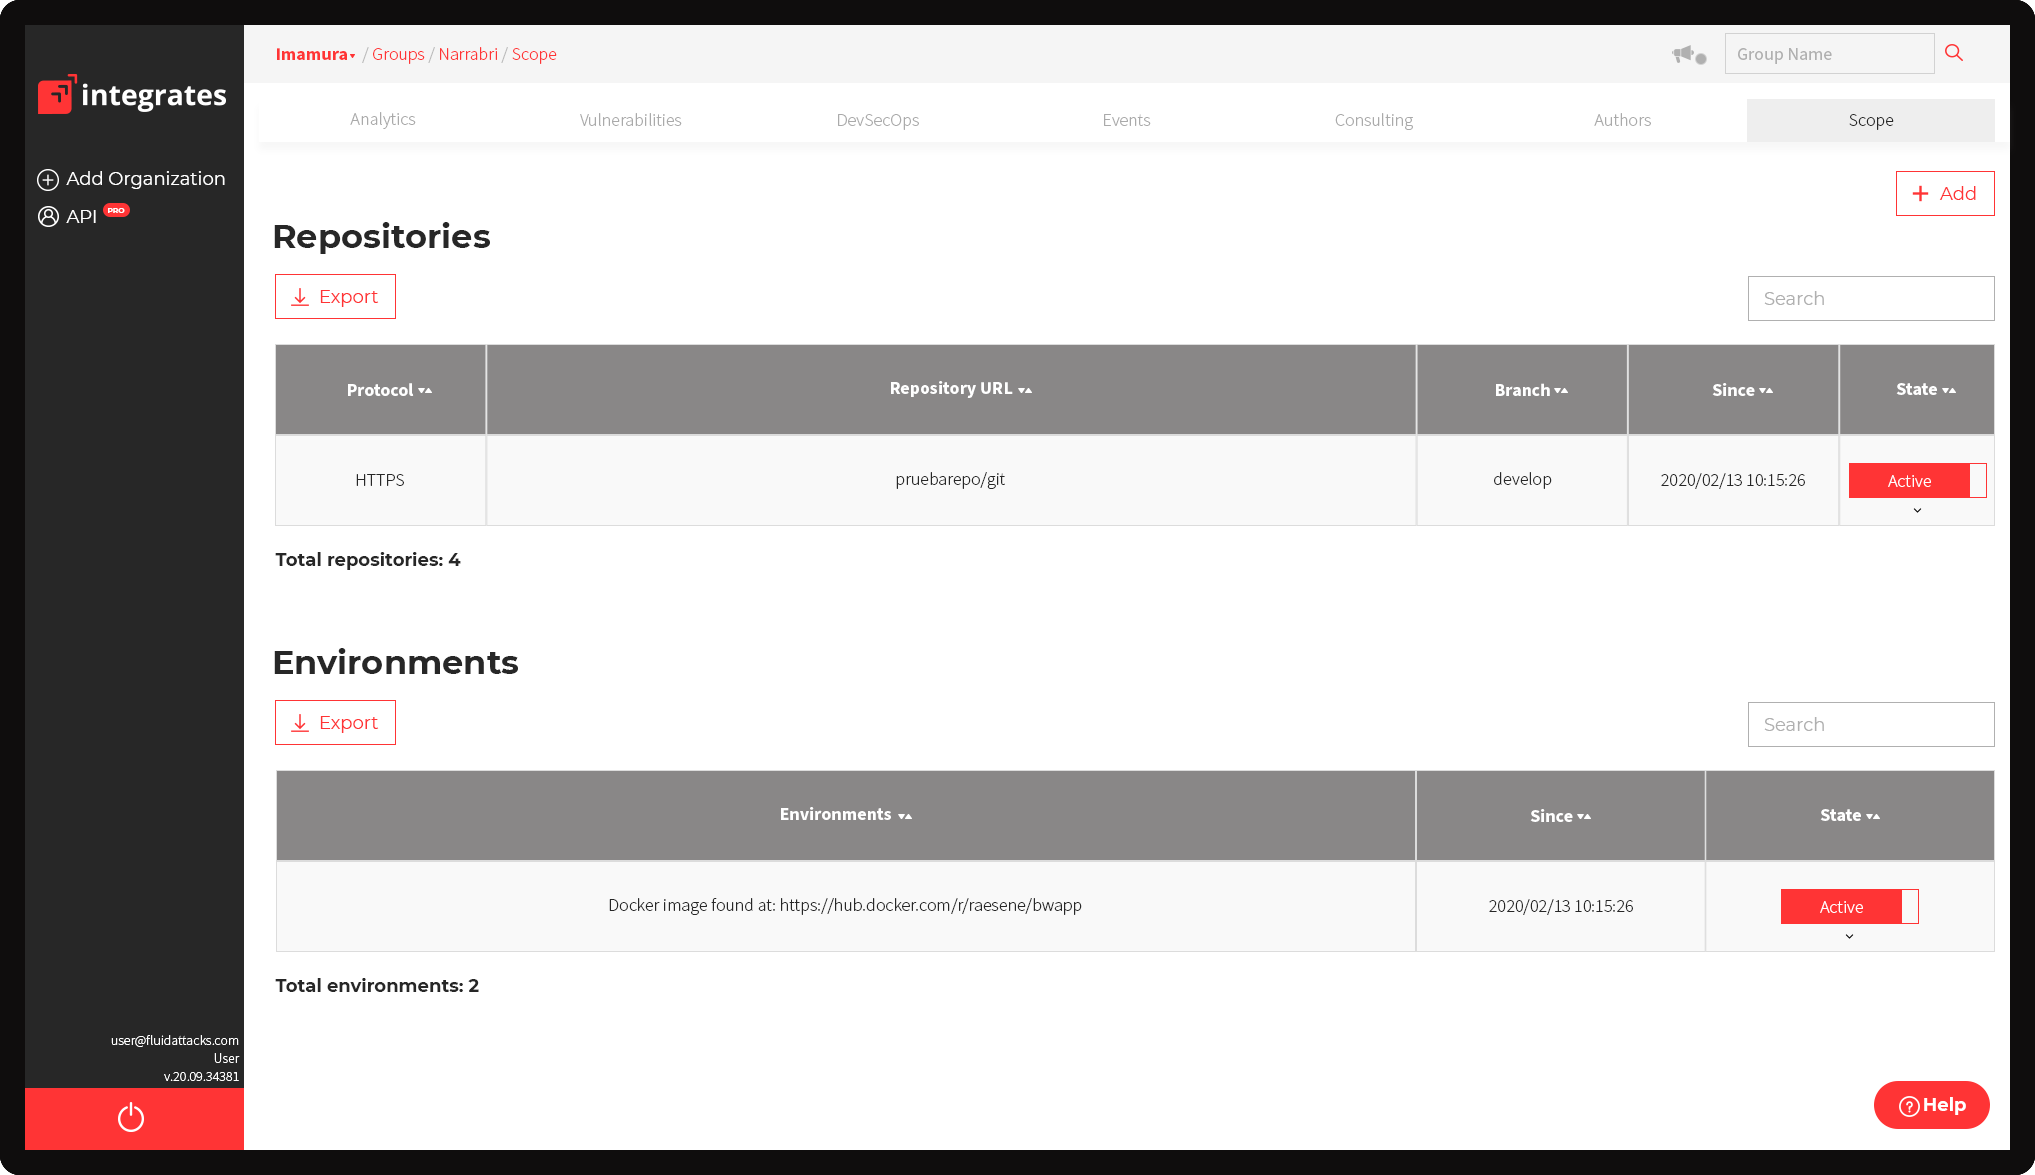 integrates
Add Organization
API PRO
user@fluidattacks.com
User
v.20.09.34381
Imamura / Groups / Narrabri / Scope
Group Name
Analytics Vulnerabilities DevSecOps Events Consulting Authors Scope
Add
Repositories
Export
Search
Protocol Repository URL Branch Since State
HTTPS pruebarepo/git develop 2020/02/13 10:15:26 Active
Total repositories: 4
Environments
Export
Search
Environments Since State
Docker image found at: https://hub.docker.com/r/raesene/bwapp 2020/02/13 10:15:26 Active
Total environments: 2
? Help